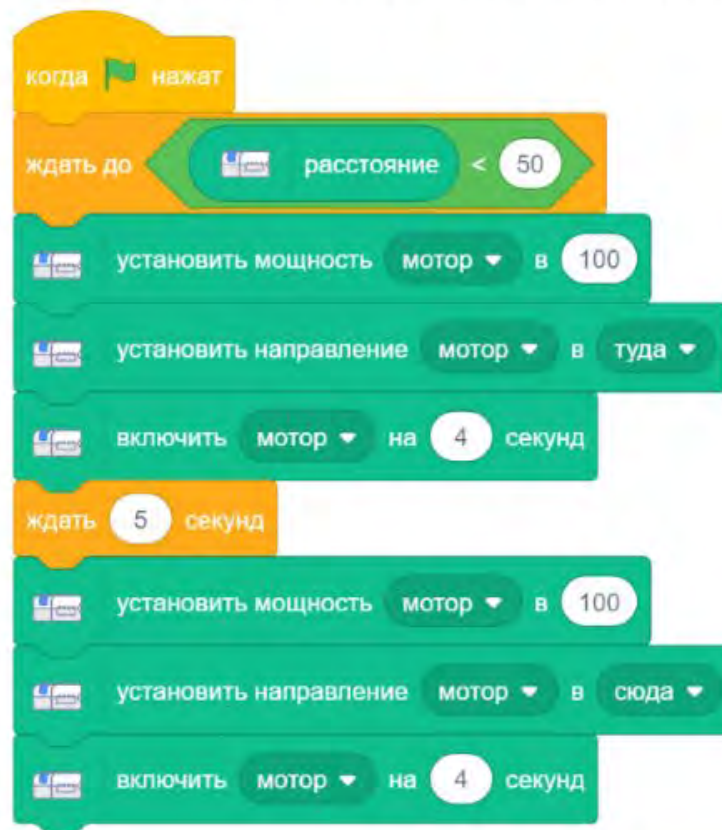 когда нажат
ждать до расстояние < 50
установить мощность мотор в 100
установить направление мотор в туда
включить мотор на 4 секунд
ждать 5 секунд
установить мощность мотор в 100
установить направление мотор в сюда
включить мотор на 4 секунд